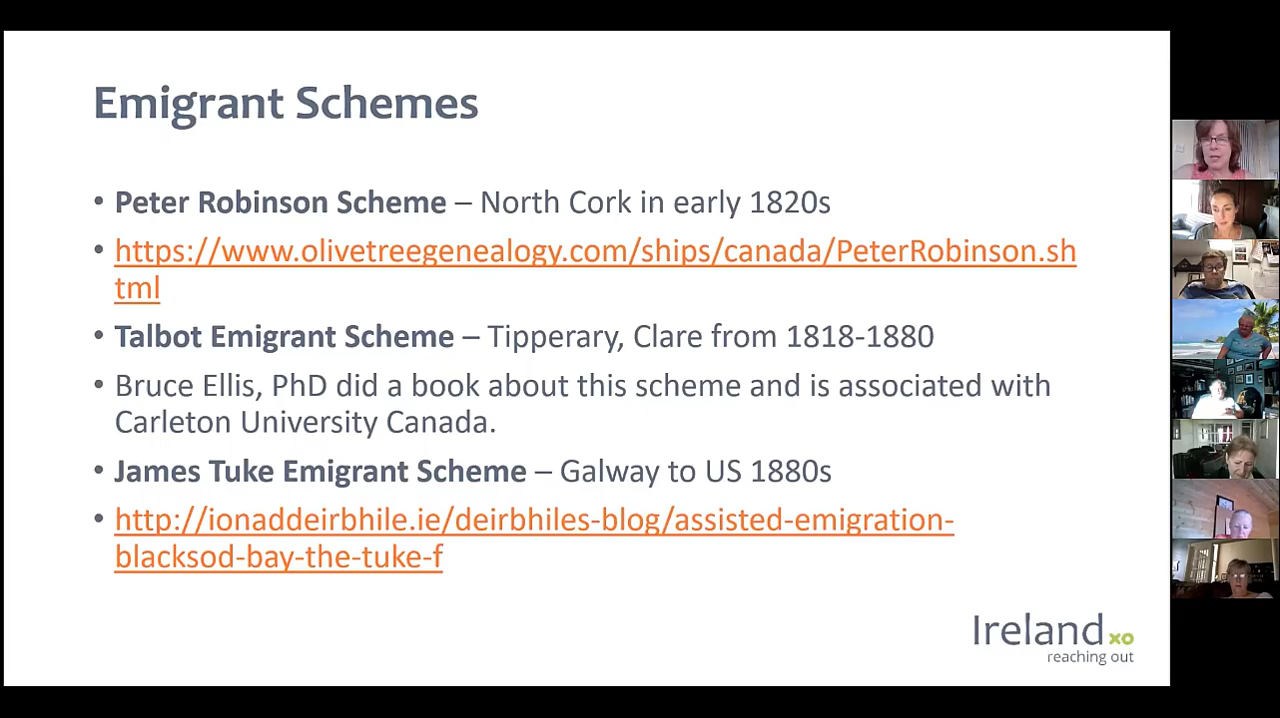 Emigrant Schemes
• Peter Robinson Scheme – North Cork in early 1820s
• https://www.olivetreegenealogy.com/ships/canada/PeterRobinson.sh
tml
• Talbot Emigrant Scheme – Tipperary, Clare from 1818-1880
• Bruce Ellis, PhD did a book about this scheme and is associated with
Carleton University Canada.
• James Tuke Emigrant Scheme – Galway to US 1880s
• http://ionaddeirbhile.ie/deirbhiles-blog/assisted-emigration-
blacksod-bay-the-tuke-f
Ireland xo
reaching out